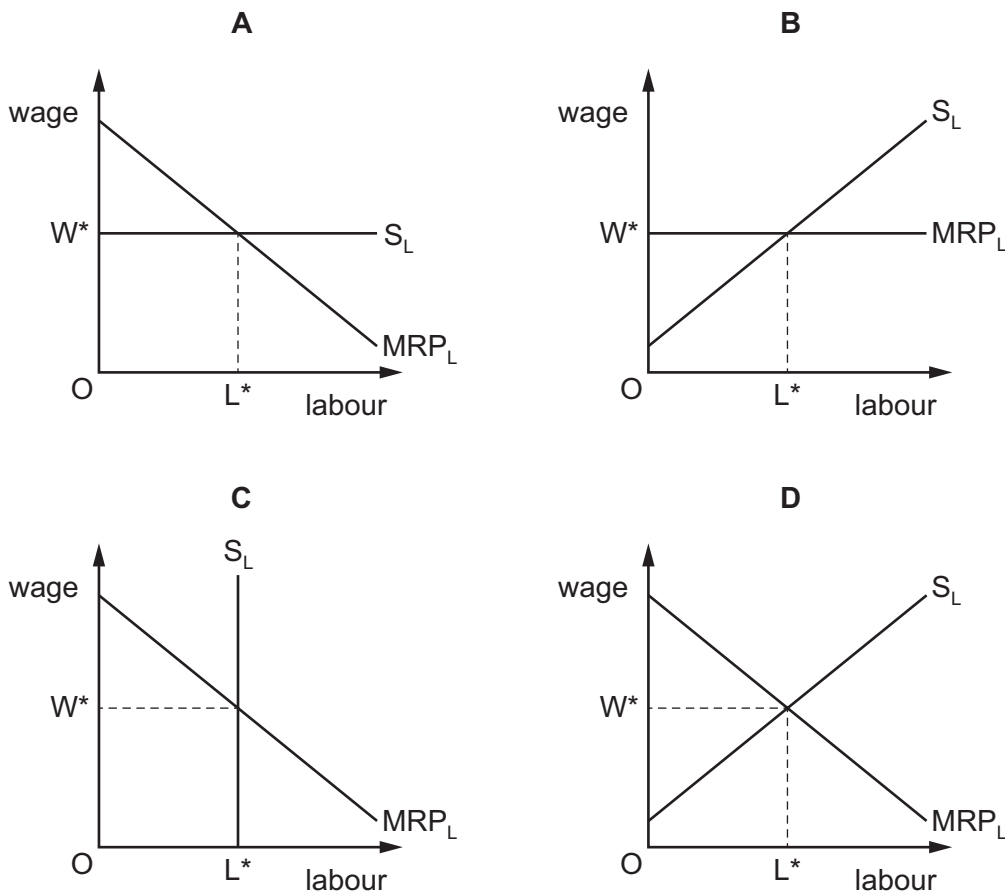 A
wage
W*
S_L
MRP_L
O
L*
labour
B
wage
S_L
W*
MRP_L
O
L*
labour
C
S_L
wage
W*
MRP_L
O
L*
labour
D
wage
S_L
W*
MRP_L
O
L*
labour